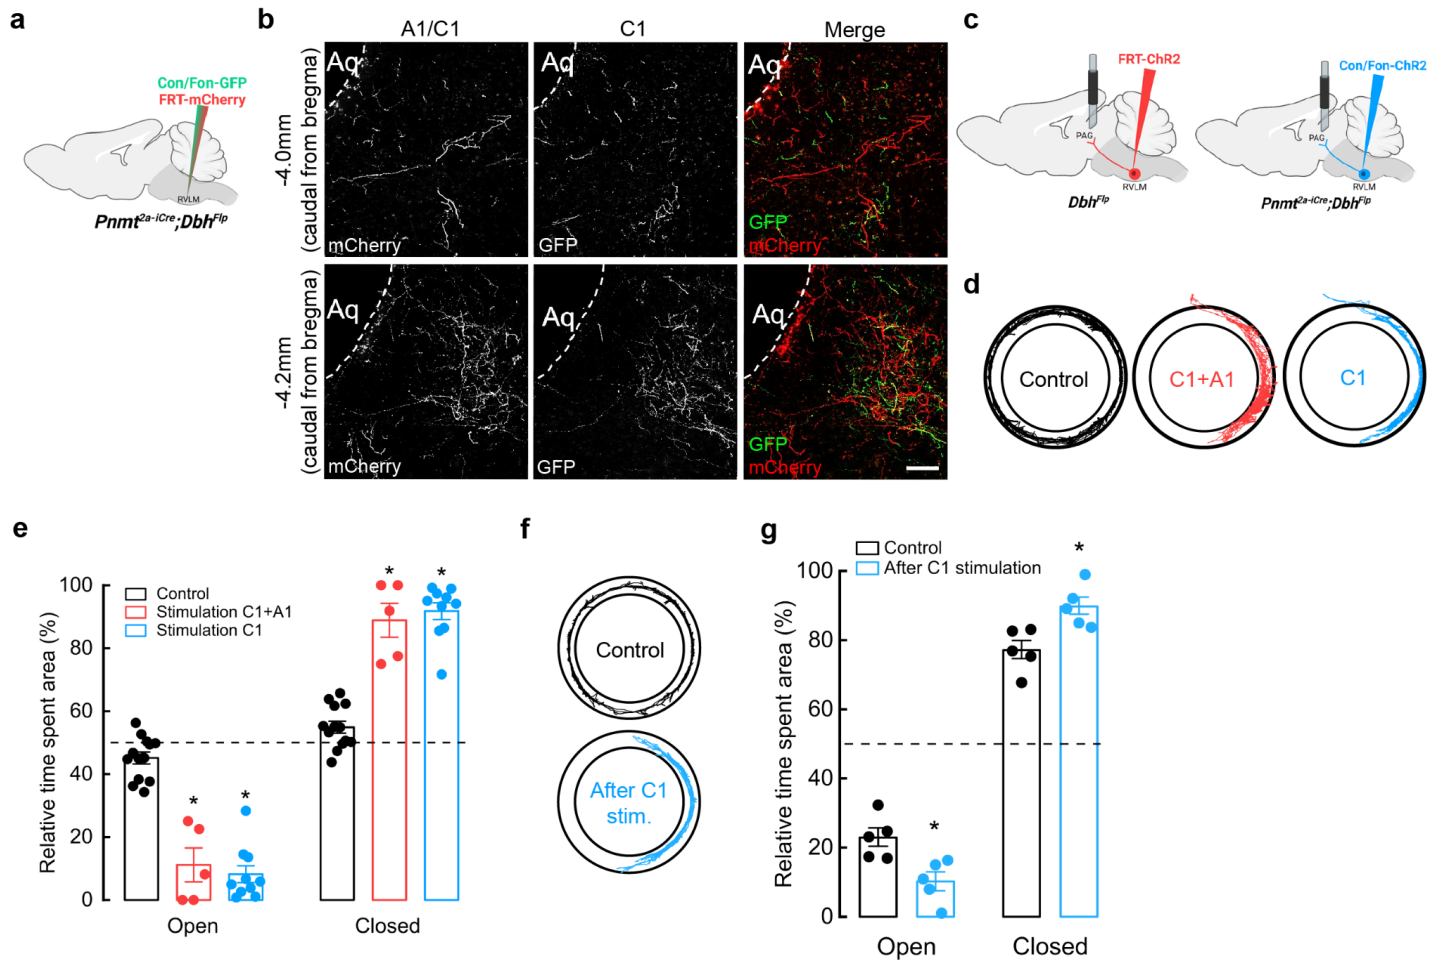 a
Con/Fon-GFP
FRT-mCherry
RVLM
Pnmt2a-iCre;DbhFlp
b
A1/C1
C1
Merge
-4.0mm
(caudal from bregma)
Aq
mCherry
Aq
GFP
Aq
GFP
mCherry
-4.2mm
(caudal from bregma)
Aq
mCherry
Aq
GFP
Aq
GFP
mCherry
c
FRT-ChR2
PAG
RVLM
DbhFlp
Con/Fon-ChR2
PAG
RVLM
Pnmt2a-iCre;DbhFlp
d
Control
C1+A1
C1
e
Relative time spent area (%)
100
80
60
40
20
0
Control
Stimulation C1+A1
Stimulation C1
*
*
*
*
Open
Closed
f
Control
After C1
stim.
g
Relative time spent area (%)
100
80
60
40
20
0
Control
After C1 stimulation
*
*
Open
Closed